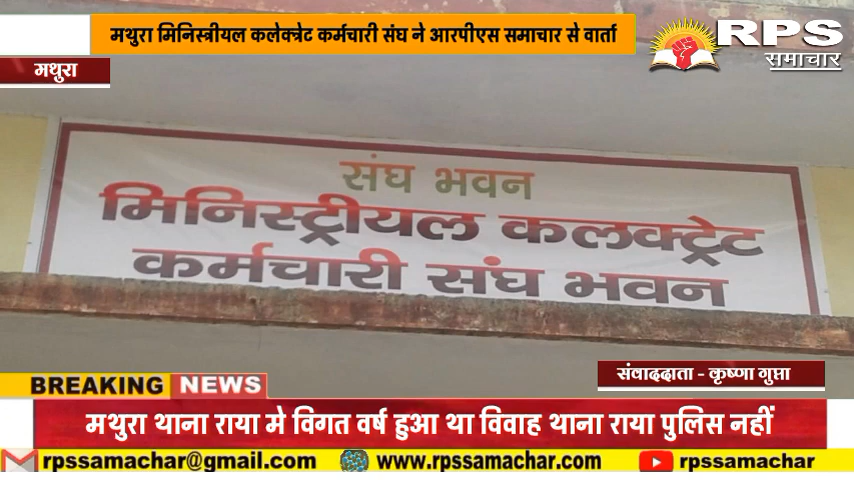 मथुरा मिनिस्त्रीयल कलेक्त्रेट कर्मचारी संघ ने आरपीएस समाचार से वार्ता
RPS
समाचार
मथुरा
संघ भवन
मिनिस्ट्रीयल कलक्ट्रेट
कर्मचारी संघ भवन
संवाददाता - कृष्णा गुप्ता
BREAKING NEWS
मथुरा थाना राया मे विगत वर्ष हुआ था विवाह थाना राया पुलिस नहीं
rpssamachar@gmail.com www.rpssamachar.com rpssamachar